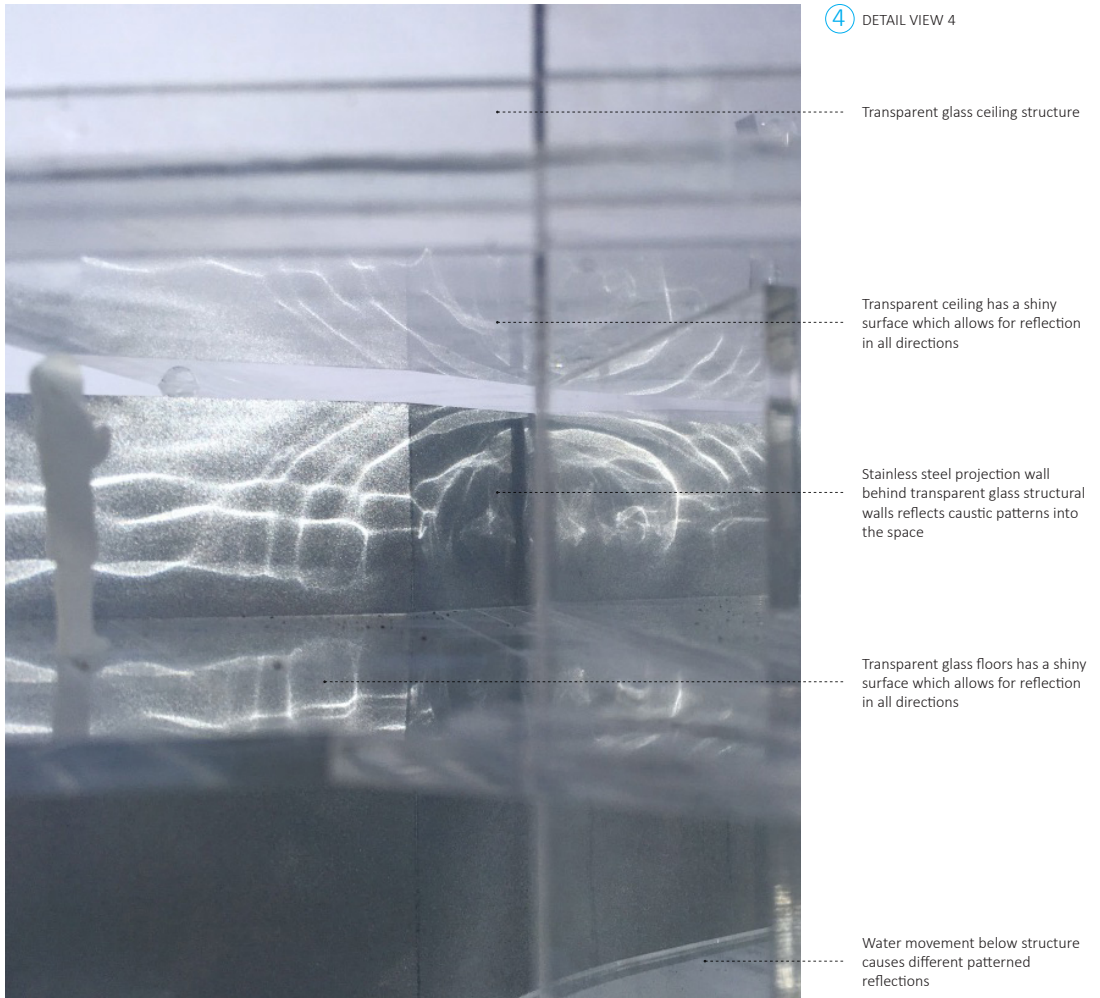 4 DETAIL VIEW 4
Transparent glass ceiling structure
Transparent ceiling has a shiny
surface which allows for reflection
in all directions
Stainless steel projection wall
behind transparent glass structural
walls reflects caustic patterns into
the space
Transparent glass floors has a shiny
surface which allows for reflection
in all directions
Water movement below structure
causes different patterned
reflections